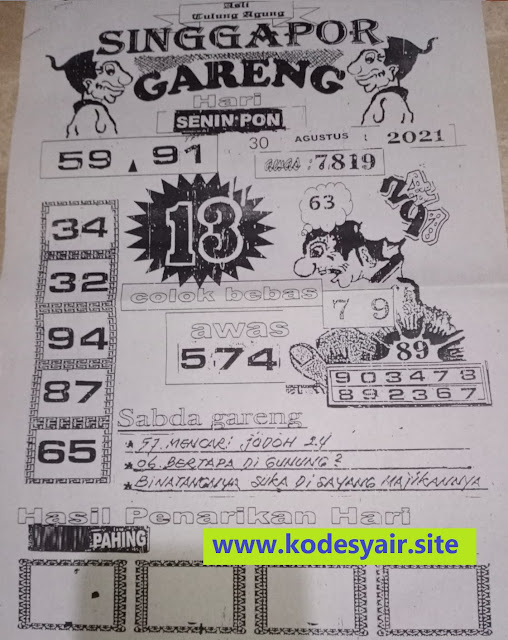 Asli
Tulung Agung
SINGGAPOR
GARENG
Hari
SENIN PON
30 AGUSTUS : 2021
59 91
AWAS : 7819
34
32
94
87
65
13
63
colok bebas
7 9
awas
574
89
903473
892367
Sabda gareng
* 57. MENCARI JODOH 24
* 06. BERTAPA DI GUNUNG ?
* BINATANGNYA SUKA DI SAYANG MAJIKANNYA
Hasil Penarikan Hari
PAHING
www.kodesyair.site